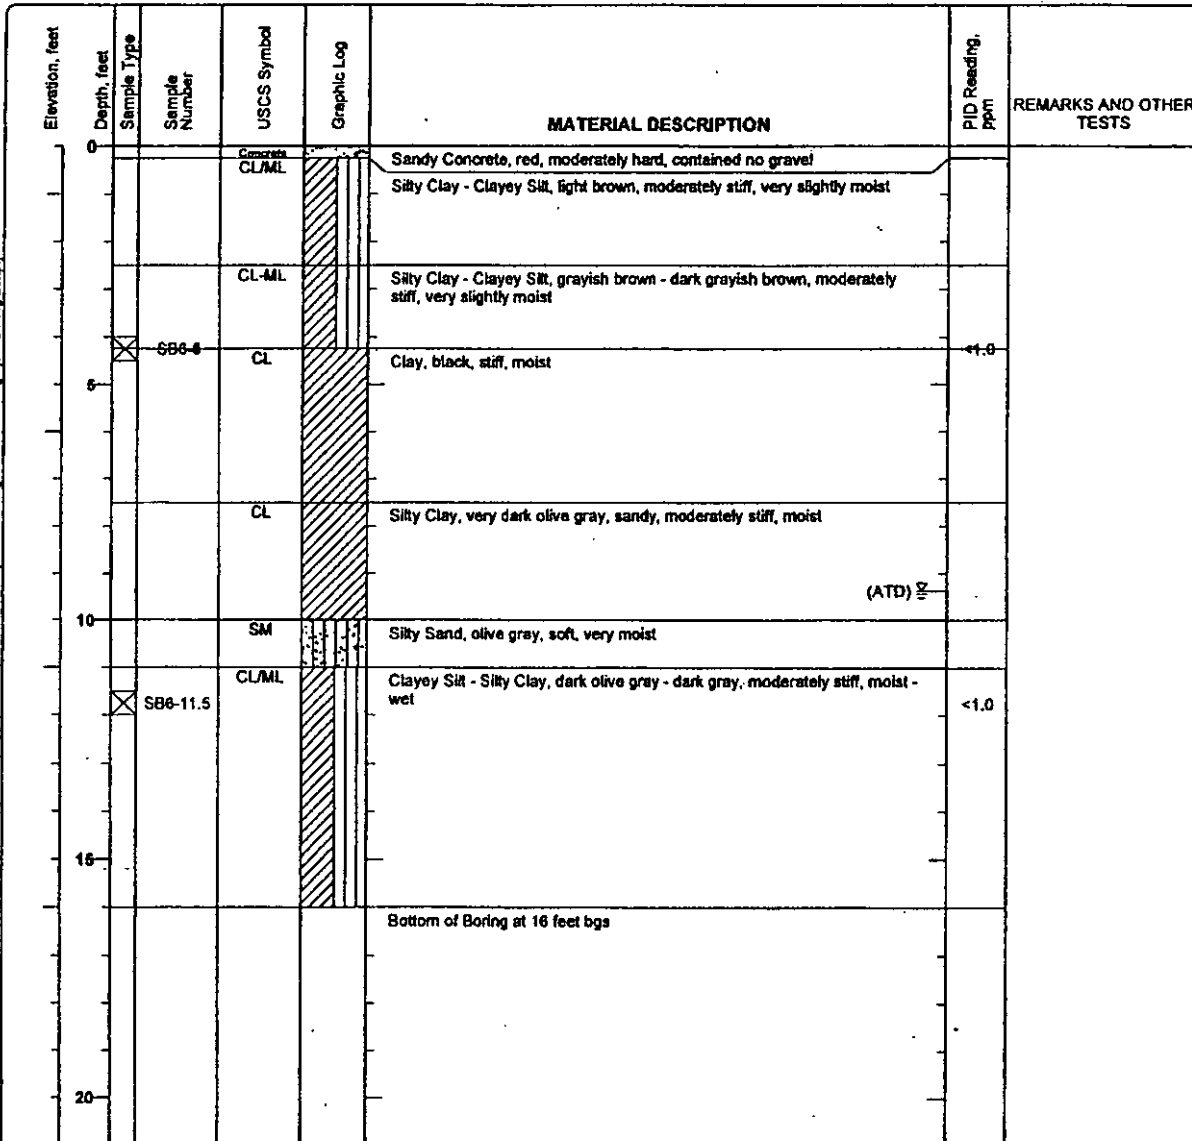 Elevation, feet
Depth, feet
Sample Type
Sample Number
USCS Symbol
Graphic Log
MATERIAL DESCRIPTION
PID Reading, ppm
REMARKS AND OTHER TESTS
0
Concrete
Sandy Concrete, red, moderately hard, contained no gravel
CL/ML
Silty Clay - Clayey Silt, light brown, moderately stiff, very slightly moist
CL-ML
Silty Clay - Clayey Silt, grayish brown - dark grayish brown, moderately
stiff, very slightly moist
<1.0
CL
Clay, black, stiff, moist
5
CL
Silty Clay, very dark olive gray, sandy, moderately stiff, moist
(ATD)
10
SM
Silty Sand, olive gray, soft, very moist
CL/ML
Clayey Silt - Silty Clay, dark olive gray - dark gray, moderately stiff, moist -
wet
SB6-11.5
<1.0
15
Bottom of Boring at 16 feet bgs
20